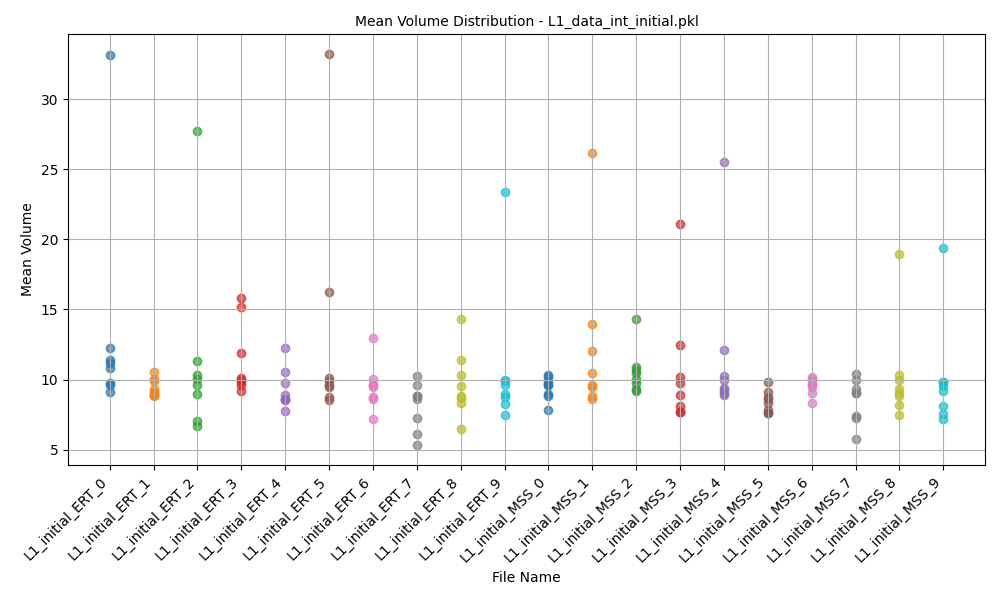 Mean Volume Distribution - L1_data_int_initial.pkl
Mean Volume
30
25
20
15
10
5
L1_initial_ERT_0
L1_initial_ERT_1
L1_initial_ERT_2
L1_initial_ERT_3
L1_initial_ERT_4
L1_initial_ERT_5
L1_initial_ERT_6
L1_initial_ERT_7
L1_initial_ERT_8
L1_initial_ERT_9
L1_initial_MSS_0
L1_initial_MSS_1
L1_initial_MSS_2
L1_initial_MSS_3
L1_initial_MSS_4
L1_initial_MSS_5
L1_initial_MSS_6
L1_initial_MSS_7
L1_initial_MSS_8
L1_initial_MSS_9
File Name